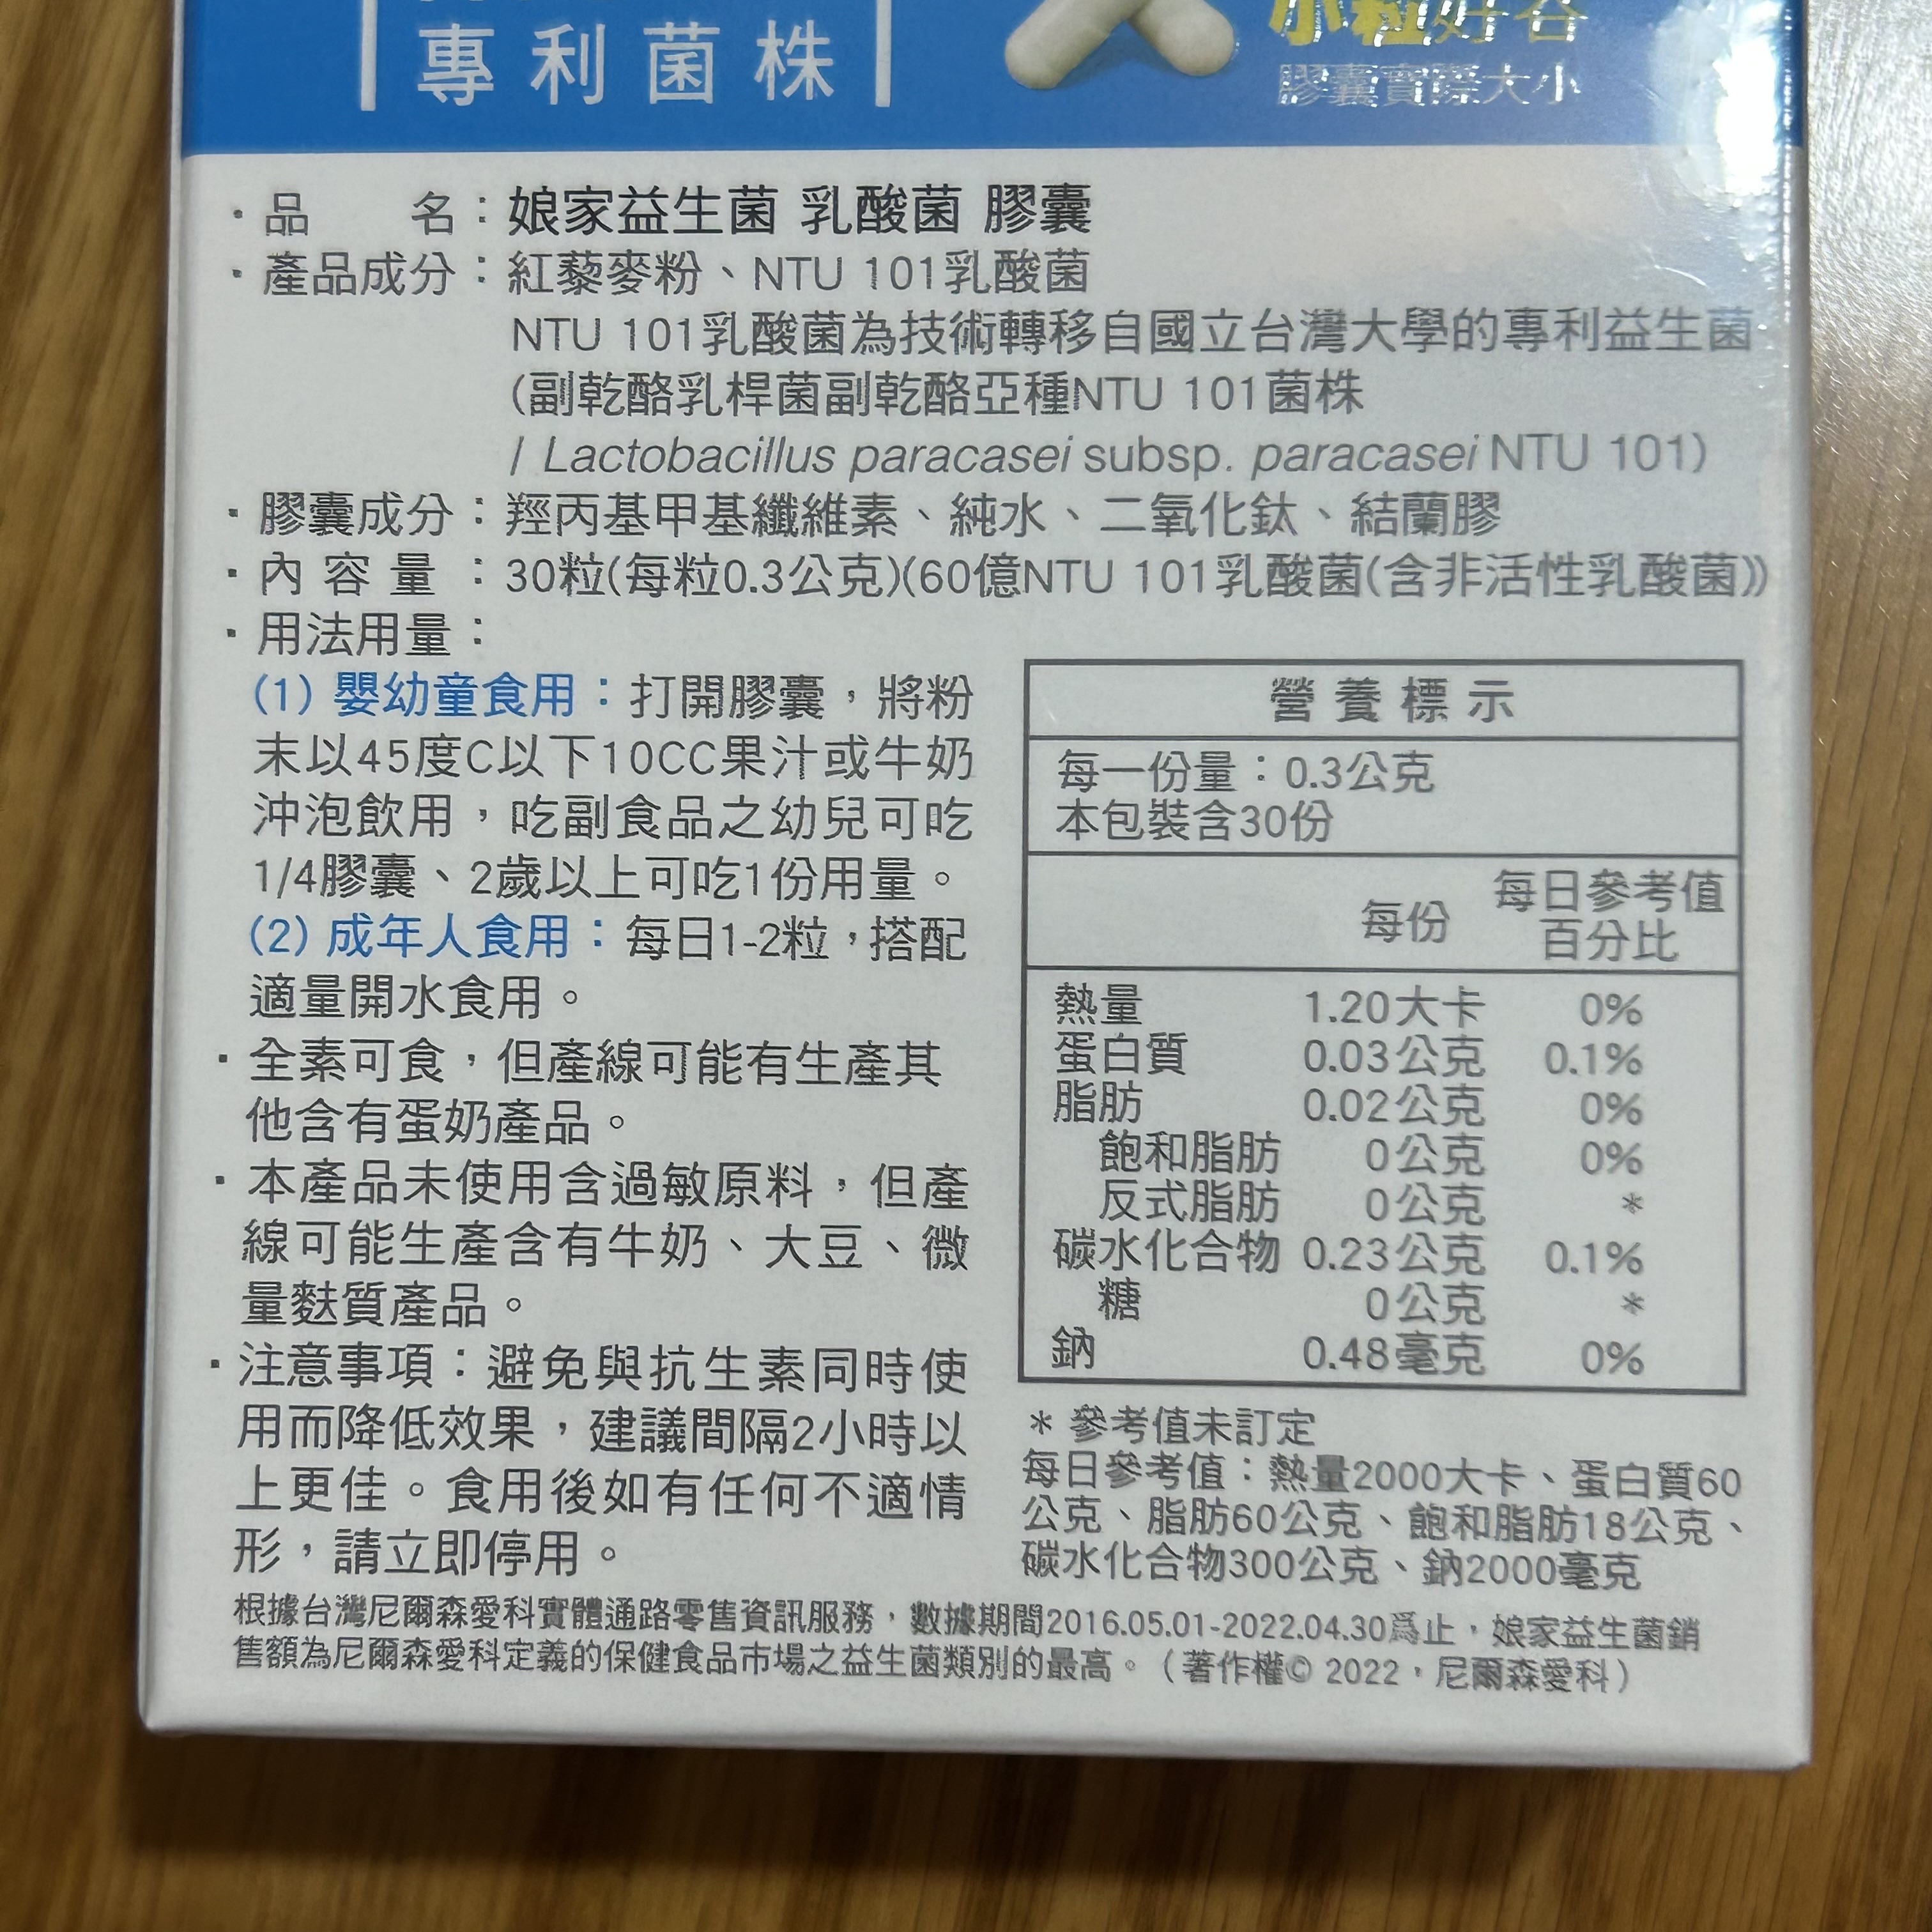 專利菌株
小粒好吞
膠囊實際大小
・品　　名：娘家益生菌 乳酸菌 膠囊
・產品成分：紅藜麥粉、NTU 101乳酸菌
NTU 101乳酸菌為技術轉移自國立台灣大學的專利益生菌
(副乾酪乳桿菌副乾酪亞種NTU 101菌株
/ Lactobacillus paracasei subsp. paracasei NTU 101)
・膠囊成分：羥丙基甲基纖維素、純水、二氧化鈦、結蘭膠
・內容量：30粒(每粒0.3公克)(60億NTU 101乳酸菌(含非活性乳酸菌))
・用法用量：
(1) 嬰幼童食用：打開膠囊，將粉
末以45度C以下10CC果汁或牛奶
沖泡飲用，吃副食品之幼兒可吃
1/4膠囊、2歲以上可吃1份用量。
(2) 成年人食用：每日1-2粒，搭配
適量開水食用。
・全素可食，但產線可能有生產其
他含有蛋奶產品。
・本產品未使用含過敏原料，但產
線可能生產含有牛奶、大豆、微
量麩質產品。
・注意事項：避免與抗生素同時使
用而降低效果，建議間隔2小時以
上更佳。食用後如有任何不適情
形，請立即停用。
營養標示
每一份量：0.3公克
本包裝含30份
每份 每日參考值
百分比
熱量 1.20大卡 0%
蛋白質 0.03公克 0.1%
脂肪 0.02公克 0%
飽和脂肪 0公克 0%
反式脂肪 0公克 *
碳水化合物 0.23公克 0.1%
糖 0公克 *
鈉 0.48毫克 0%
* 參考值未訂定
每日參考值：熱量2000大卡、蛋白質60
公克、脂肪60公克、飽和脂肪18公克、
碳水化合物300公克、鈉2000毫克
根據台灣尼爾森愛科實體通路零售資訊服務，數據期間2016.05.01-2022.04.30爲止，娘家益生菌銷
售額為尼爾森愛科定義的保健食品市場之益生菌類別的最高。（著作權© 2022，尼爾森愛科）